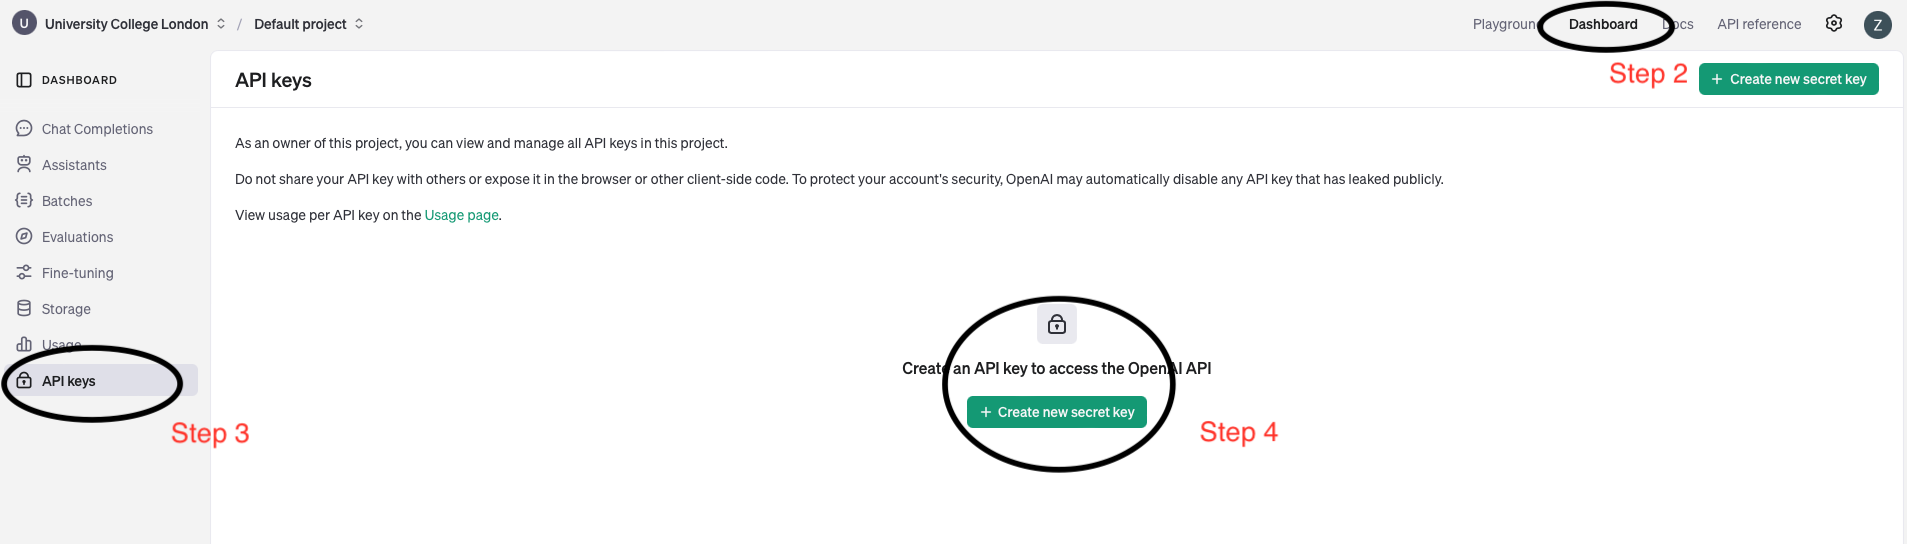 U University College London / Default project
Playground Dashboard Docs API reference Z
DASHBOARD
Chat Completions
Assistants
Batches
Evaluations
Fine-tuning
Storage
Usage
API keys
Step 3
API keys
Step 2
+ Create new secret key
As an owner of this project, you can view and manage all API keys in this project.
Do not share your API key with others or expose it in the browser or other client-side code. To protect your account's security, OpenAI may automatically disable any API key that has leaked publicly.
View usage per API key on the Usage page.
Create an API key to access the OpenAI API
+ Create new secret key
Step 4